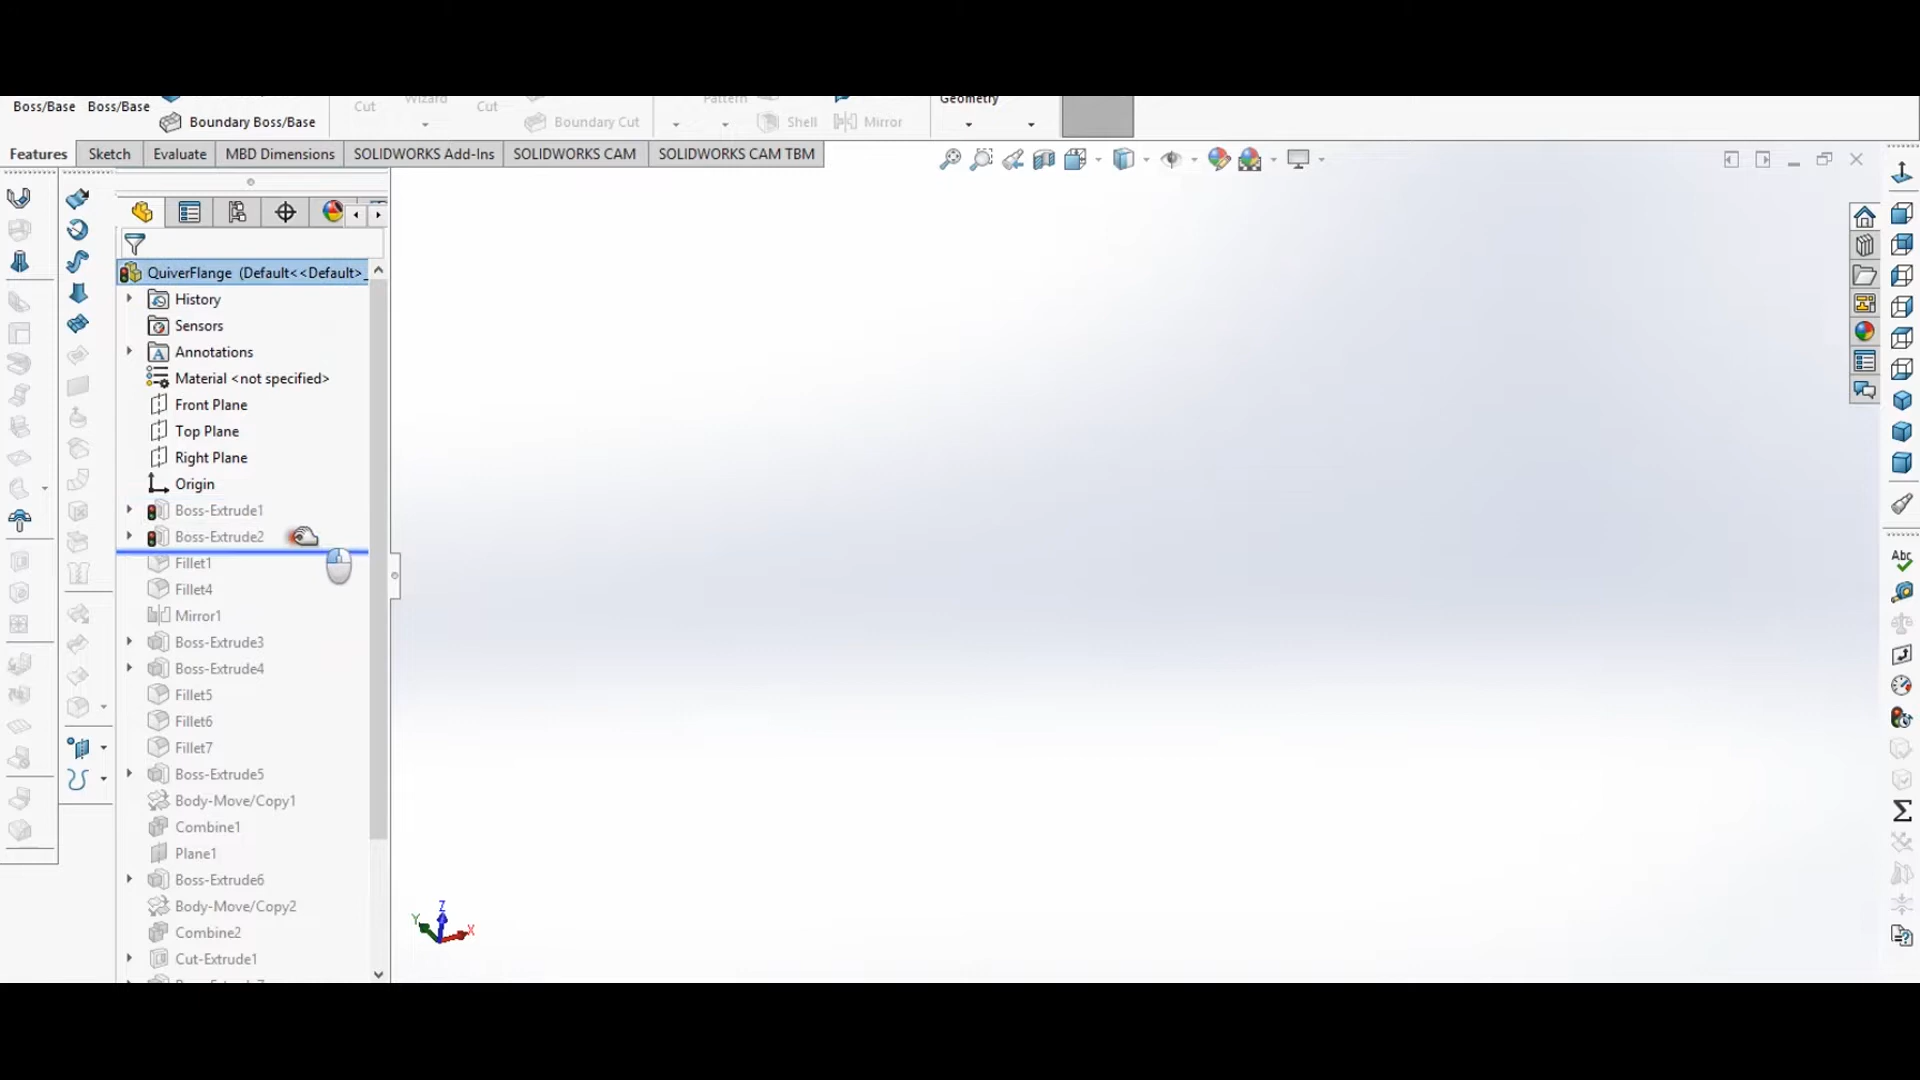 Boss/Base Boss/Base Cut Wizard Cut Pattern Geometry
Boundary Boss/Base Boundary Cut Shell Mirror
Features Sketch Evaluate MBD Dimensions SOLIDWORKS Add-Ins SOLIDWORKS CAM SOLIDWORKS CAM TBM
QuiverFlange (Default<<Default>_
History
Sensors
Annotations
Material <not specified>
Front Plane
Top Plane
Right Plane
Origin
Boss-Extrude1
Boss-Extrude2
Fillet1
Fillet4
Mirror1
Boss-Extrude3
Boss-Extrude4
Fillet5
Fillet6
Fillet7
Boss-Extrude5
Body-Move/Copy1
Combine1
Plane1
Boss-Extrude6
Body-Move/Copy2
Combine2
Cut-Extrude1
Z
Y
X
Abc